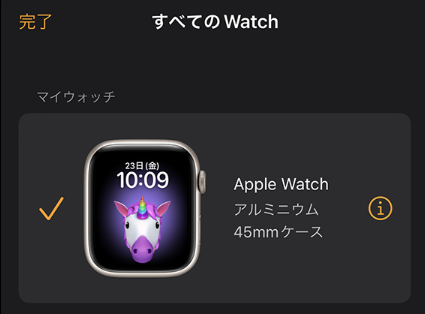 完了
すべてのWatch
マイウォッチ
23日(金)
10:09
Apple Watch
アルミニウム
45mmケース